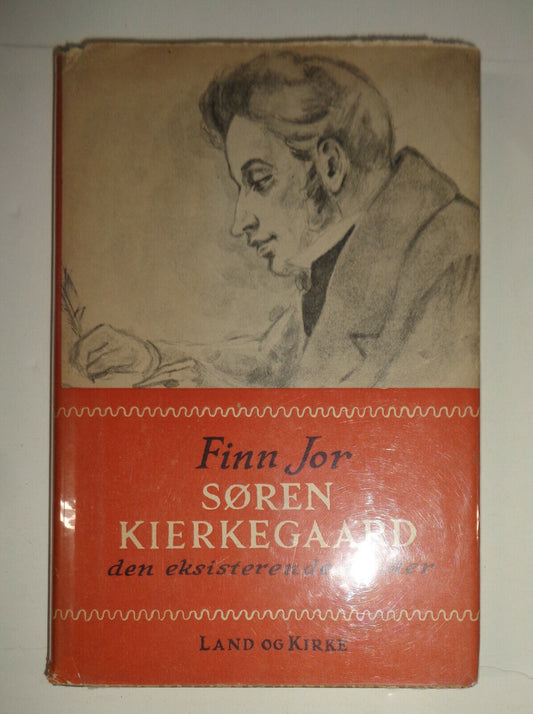 Finn Jor
SØREN
KIERKEGAARD
den eksisterende
LAND OG KIRKE